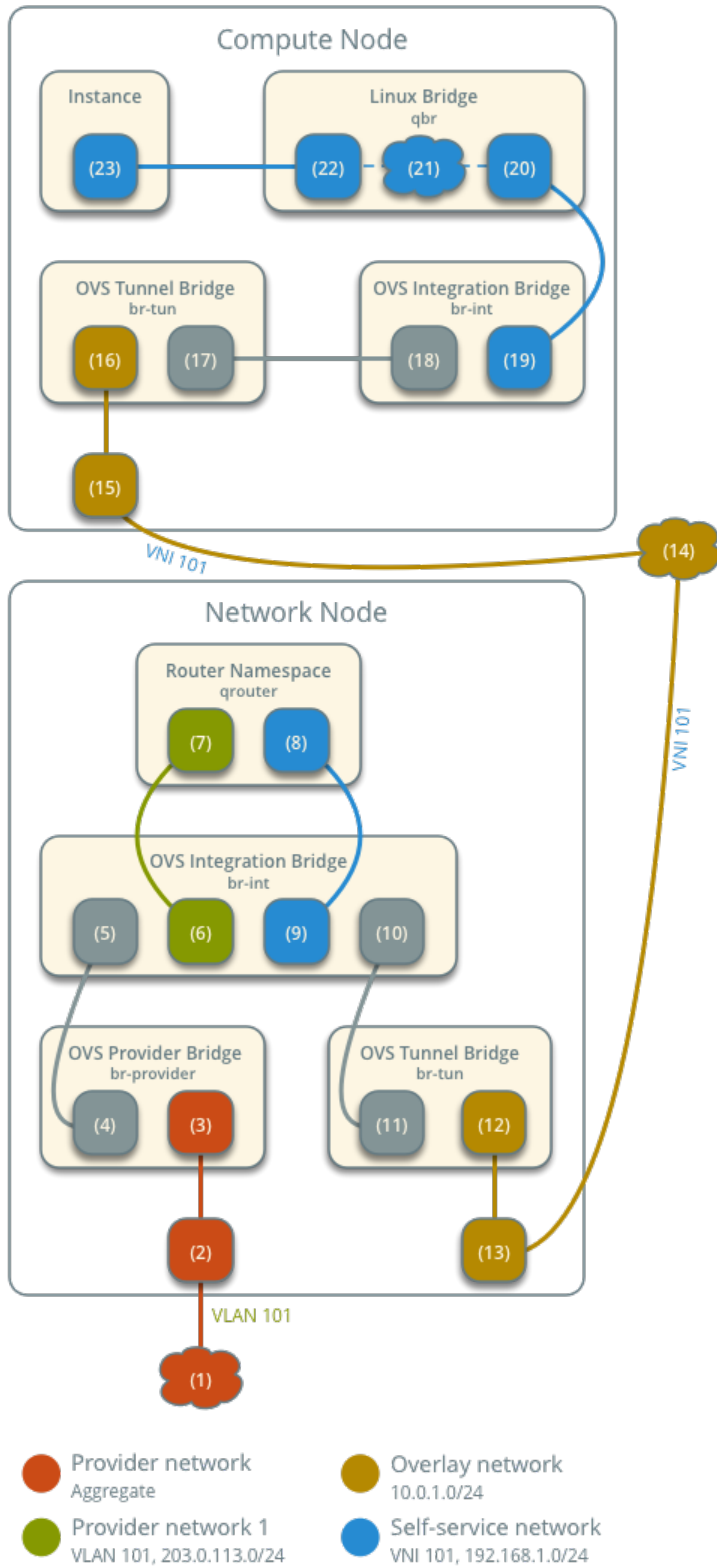 Compute Node
Instance
Linux Bridge
qbr
(23)
(22)
(21)
(20)
OVS Tunnel Bridge
br-tun
OVS Integration Bridge
br-int
(16)
(17)
(18)
(19)
(15)
VNI 101
(14)
Network Node
Router Namespace
qrouter
(7)
(8)
VNI 101
OVS Integration Bridge
br-int
(5)
(6)
(9)
(10)
OVS Provider Bridge
br-provider
OVS Tunnel Bridge
br-tun
(4)
(3)
(11)
(12)
(2)
(13)
VLAN 101
(1)
Provider network
Aggregate
Overlay network
10.0.1.0/24
Provider network 1
VLAN 101, 203.0.113.0/24
Self-service network
VNI 101, 192.168.1.0/24